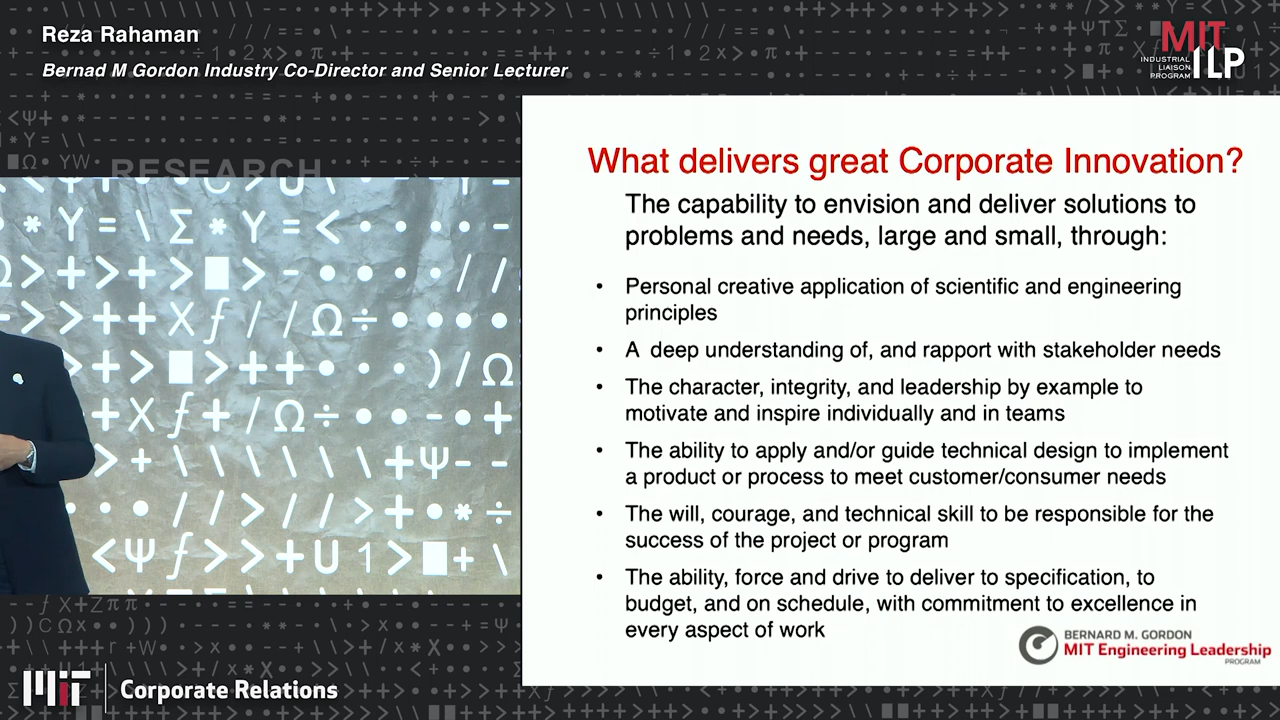 Reza Rahaman
Bernad M Gordon Industry Co-Director and Senior Lecturer
MIT
INDUSTRIAL
LIAISON
PROGRAM
ILP
RESEARCH
What delivers great Corporate Innovation?
The capability to envision and deliver solutions to
problems and needs, large and small, through:
• Personal creative application of scientific and engineering
principles
• A deep understanding of, and rapport with stakeholder needs
• The character, integrity, and leadership by example to
motivate and inspire individually and in teams
• The ability to apply and/or guide technical design to implement
a product or process to meet customer/consumer needs
• The will, courage, and technical skill to be responsible for the
success of the project or program
• The ability, force and drive to deliver to specification, to
budget, and on schedule, with commitment to excellence in
every aspect of work
BERNARD M. GORDON
MIT Engineering Leadership
PROGRAM
MIT
Corporate Relations